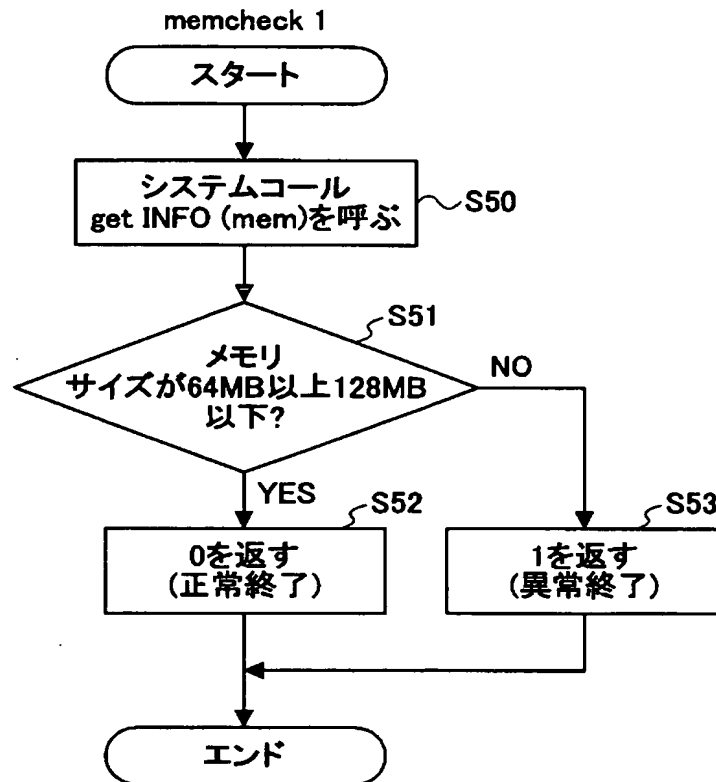 memcheck 1
スタート
システムコール
get INFO (mem)を呼ぶ
S50
S51
メモリ
サイズが64MB以上128MB
以下?
NO
YES
S52
S53
0を返す
(正常終了)
1を返す
(異常終了)
エンド